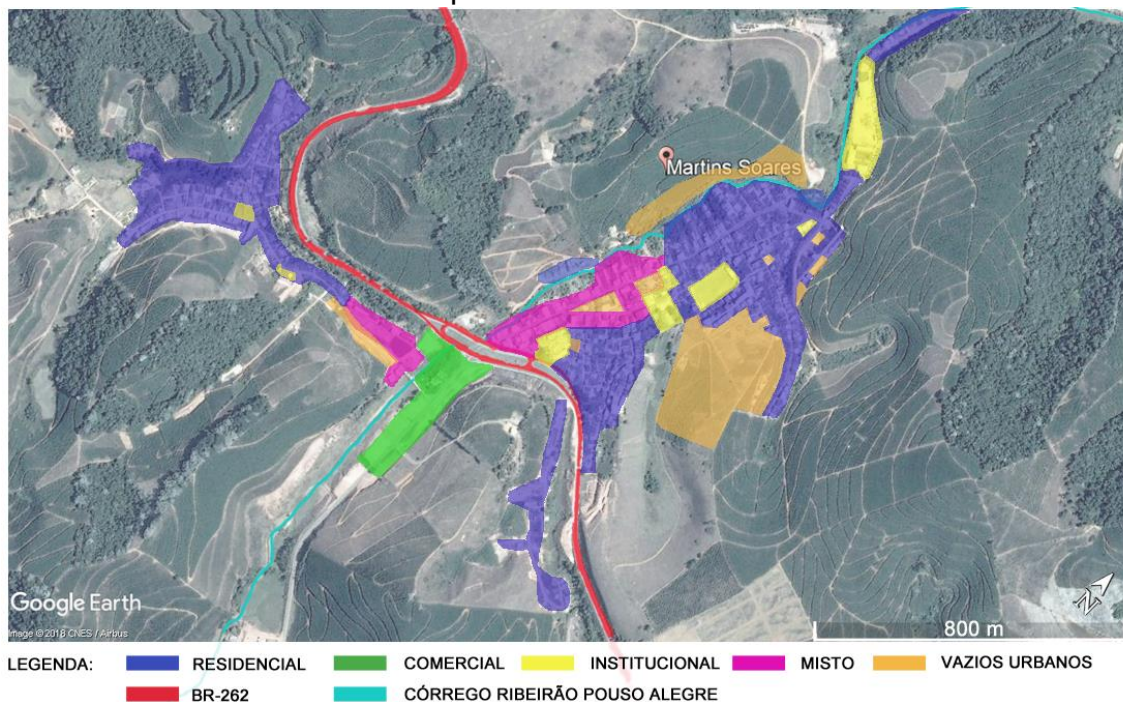 Martins Soares
Google Earth
Image © 2018 CNES / Airbus
N
800 m
LEGENDA: RESIDENCIAL COMERCIAL INSTITUCIONAL MISTO VAZIOS URBANOS
BR-262 CÓRREGO RIBEIRÃO POUSO ALEGRE